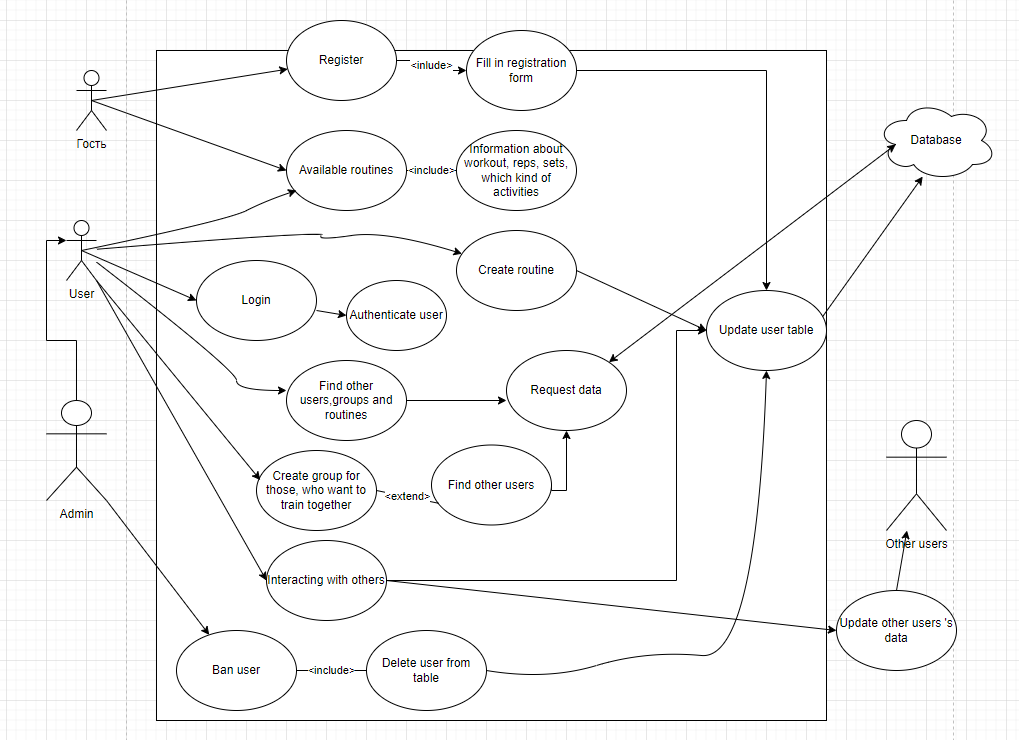 Register
<inlude>
Fill in registration
form
Гость
Available routines
<include>
Information about
workout, reps, sets,
which kind of
activities
Database
User
Create routine
Login
Authenticate user
Update user table
Find other
users,groups and
routines
Request data
Admin
Create group for
those, who want to
train together
<extend>
Find other users
Other users
Interacting with others
Update other users 's
data
Ban user
<include>
Delete user from
table